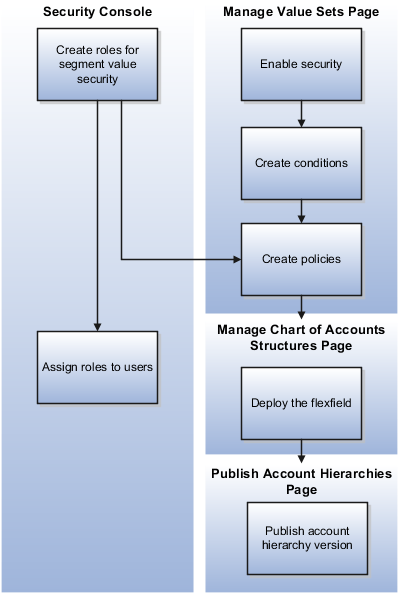 Security Console
Create roles for
segment value
security
Assign roles to users
Manage Value Sets Page
Enable security
Create conditions
Create policies
Manage Chart of Accounts
Structures Page
Deploy the flexfield
Publish Account Hierarchies
Page
Publish account
hierarchy version